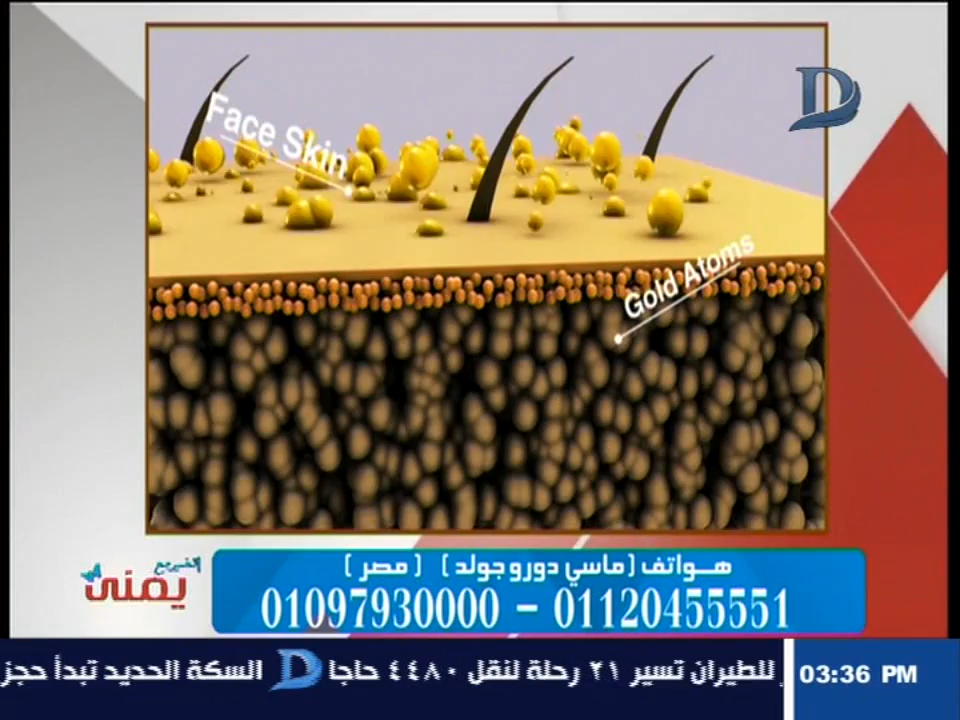 D
Face Skin
Gold Atoms
هواتف (ماسي دورو جولد) (مصر)
01097930000 - 01120455551
يمنى
للطيران تسير ٢١ رحلة لنقل ٤٤٨٠ حاجا D السكة الحديد تبدأ حجز
03:36 PM